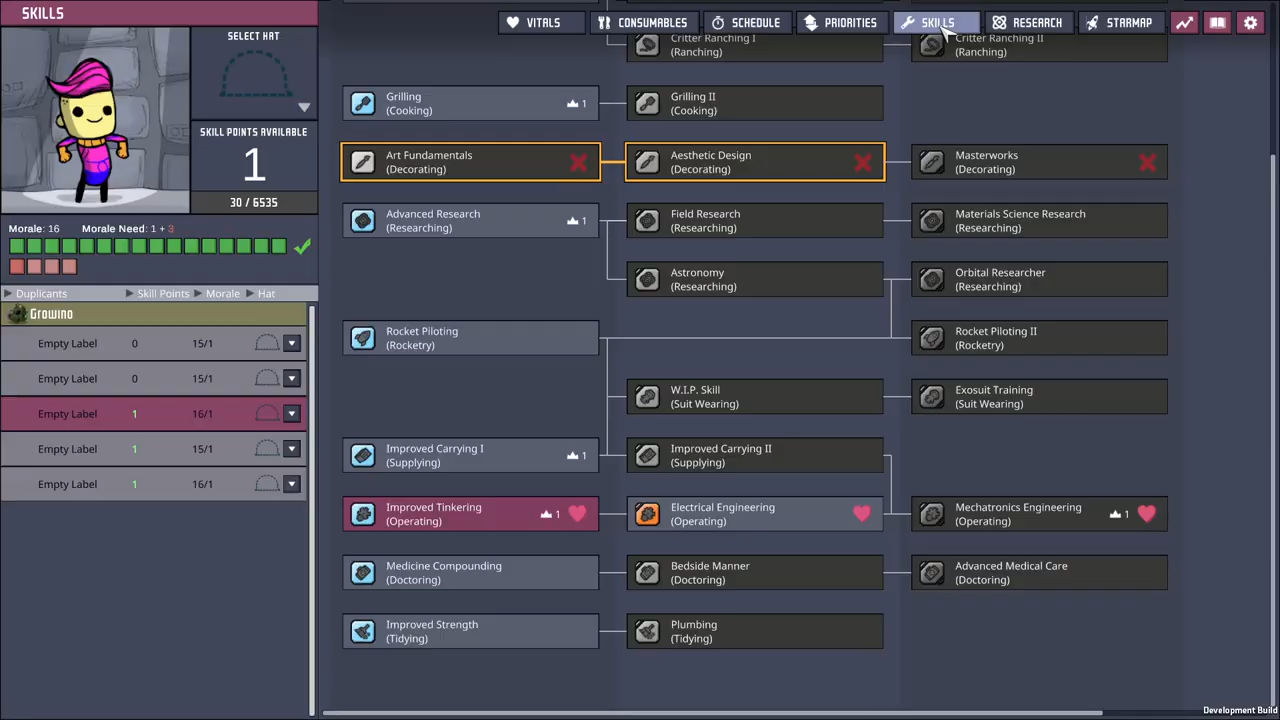 SKILLS
VITALS
CONSUMABLES
SCHEDULE
PRIORITIES
SKILLS
RESEARCH
STARMAP
SELECT HAT
SKILL POINTS AVAILABLE
1
30 / 6535
Morale: 16
Morale Need: 1 + 3
Duplicants
Skill Points
Morale
Hat
Growino
Empty Label 0 15/1
Empty Label 0 15/1
Empty Label 1 16/1
Empty Label 1 15/1
Empty Label 1 16/1
Critter Ranching I
(Ranching)
Critter Ranching II
(Ranching)
Grilling
(Cooking)
1
Grilling II
(Cooking)
Art Fundamentals
(Decorating)
Aesthetic Design
(Decorating)
Masterworks
(Decorating)
Advanced Research
(Researching)
1
Field Research
(Researching)
Materials Science Research
(Researching)
Astronomy
(Researching)
Orbital Researcher
(Researching)
Rocket Piloting
(Rocketry)
Rocket Piloting II
(Rocketry)
W.I.P. Skill
(Suit Wearing)
Exosuit Training
(Suit Wearing)
Improved Carrying I
(Supplying)
1
Improved Carrying II
(Supplying)
Improved Tinkering
(Operating)
1
Electrical Engineering
(Operating)
Mechatronics Engineering
(Operating)
1
Medicine Compounding
(Doctoring)
Bedside Manner
(Doctoring)
Advanced Medical Care
(Doctoring)
Improved Strength
(Tidying)
Plumbing
(Tidying)
Development Build